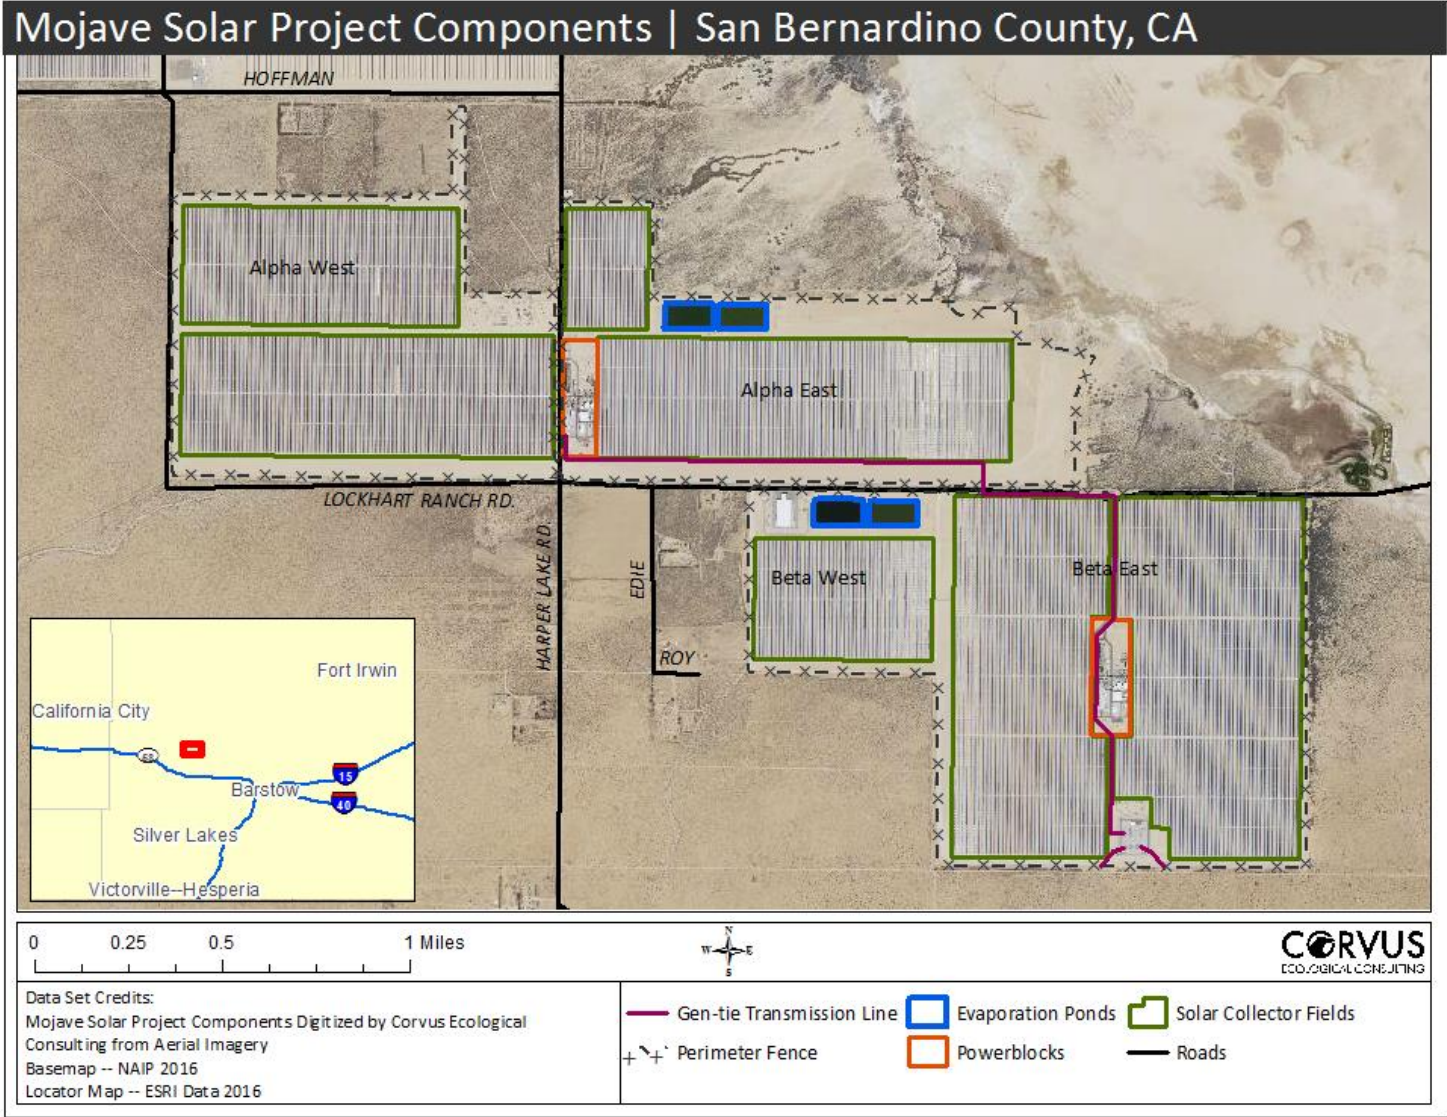 Mojave Solar Project Components | San Bernardino County, CA
HOFFMAN
Alpha West
Alpha East
LOCKHART RANCH RD.
HARPER LAKE RD.
EDIE
ROY
Beta West
Beta East
Fort Irwin
California City
58
15
Barstow
40
Silver Lakes
Victorville--Hesperia
0 0.25 0.5 1 Miles
N
W E
S
CORVUS
ECOLOGICAL CONSULTING
Data Set Credits:
Mojave Solar Project Components Digitized by Corvus Ecological
Consulting from Aerial Imagery
Basemap -- NAIP 2016
Locator Map -- ESRI Data 2016
Gen-tie Transmission Line Evaporation Ponds Solar Collector Fields
Perimeter Fence Powerblocks Roads